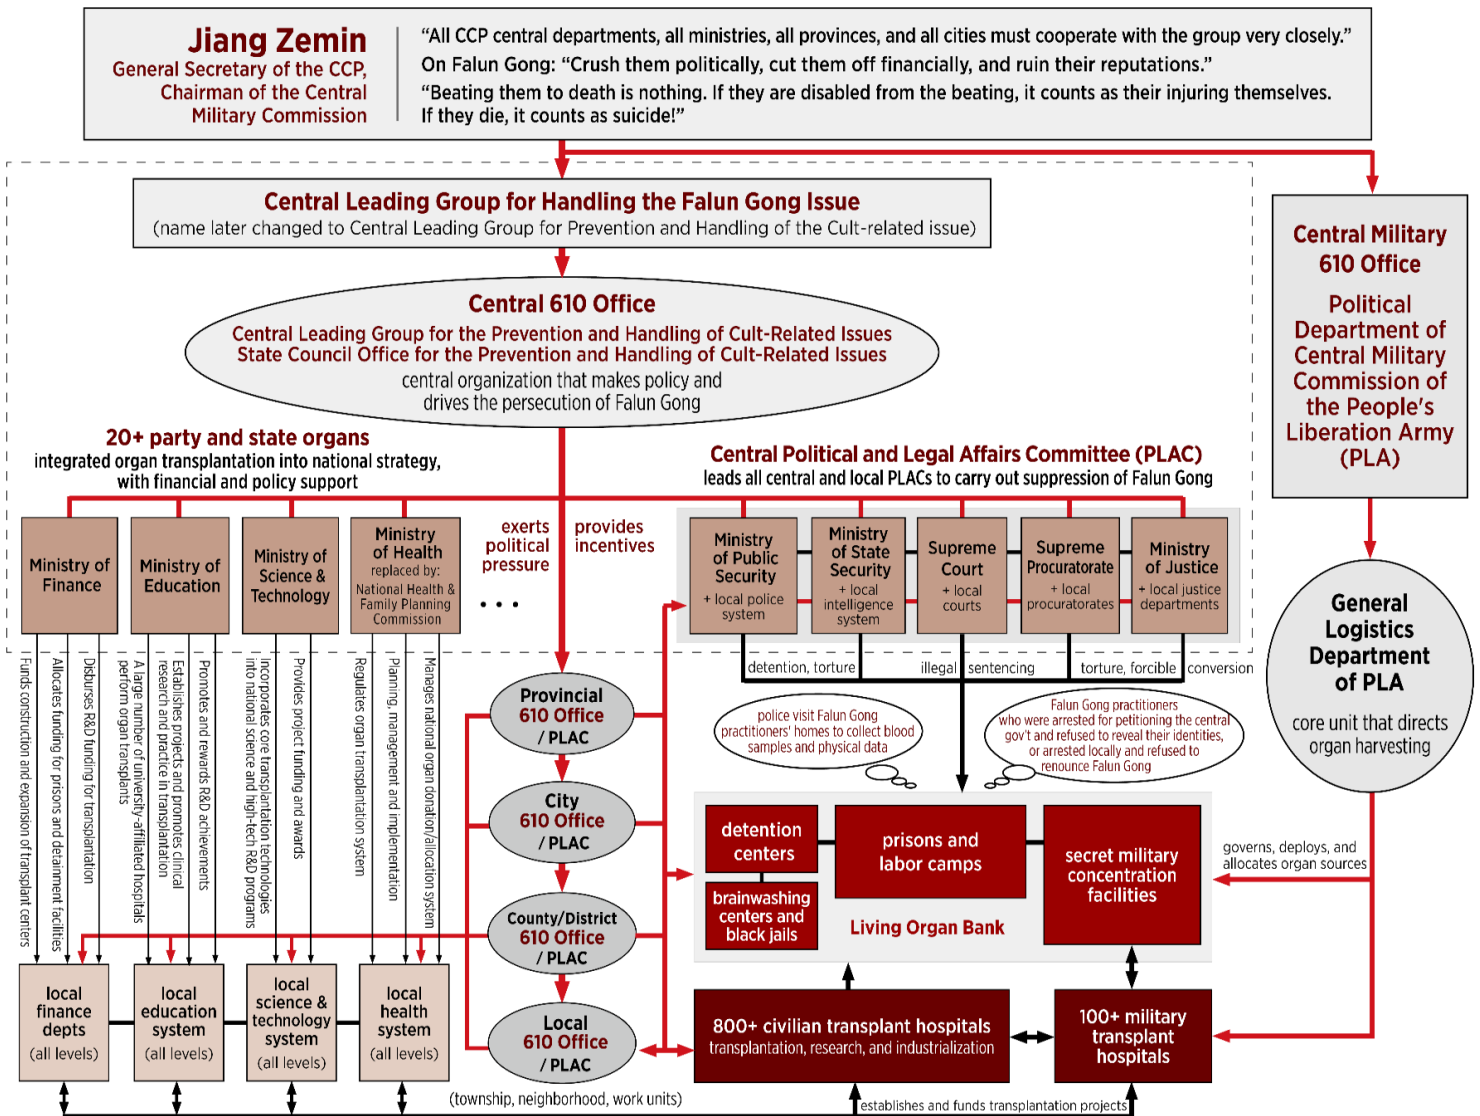 Jiang Zemin
General Secretary of the CCP,
Chairman of the Central
Military Commission
“All CCP central departments, all ministries, all provinces, and all cities must cooperate with the group very closely.”
On Falun Gong: “Crush them politically, cut them off financially, and ruin their reputations.”
“Beating them to death is nothing. If they are disabled from the beating, it counts as their injuring themselves.
If they die, it counts as suicide!”
Central Leading Group for Handling the Falun Gong Issue
(name later changed to Central Leading Group for Prevention and Handling of the Cult-related issue)
Central 610 Office
Central Leading Group for the Prevention and Handling of Cult-Related Issues
State Council Office for the Prevention and Handling of Cult-Related Issues
central organization that makes policy and
drives the persecution of Falun Gong
Central Military
610 Office
Political
Department of
Central Military
Commission of
the People's
Liberation Army
(PLA)
20+ party and state organs
integrated organ transplantation into national strategy,
with financial and policy support
Central Political and Legal Affairs Committee (PLAC)
leads all central and local PLACs to carry out suppression of Falun Gong
Ministry of
Finance
Ministry of
Education
Ministry of
Science &
Technology
Ministry
of Health
replaced by:
National Health &
Family Planning
Commission
• • •
exerts
political
pressure
provides
incentives
Ministry
of Public
Security
+ local police
system
Ministry
of State
Security
+ local
intelligence
system
Supreme
Court
+ local
courts
Supreme
Procuratorate
+ local
procuratorates
Ministry
of Justice
+ local justice
departments
General
Logistics
Department
of PLA
core unit that directs
organ harvesting
Funds construction and expansion of transplant centers
Allocates funding for prisons and detainment facilities
Disburses R&D funding for transplantation
A large number of university-affiliated hospitals
perform organ transplants
Establishes projects and promotes clinical
research and practice in transplantation
Promotes and rewards R&D achievements
Incorporates core transplantation technologies
into national science and high-tech R&D programs
Provides project funding and awards
Regulates organ transplantation system
Planning, management and implementation
Manages national organ donation/allocation system
detention, torture
illegal sentencing
torture, forcible conversion
Provincial
610 Office
/ PLAC
City
610 Office
/ PLAC
County/District
610 Office
/ PLAC
Local
610 Office
/ PLAC
(township, neighborhood, work units)
police visit Falun Gong
practitioners' homes to collect blood
samples and physical data
Falun Gong practitioners
who were arrested for petitioning the central
gov't and refused to reveal their identities,
or arrested locally and refused to
renounce Falun Gong
detention
centers
brainwashing
centers and
black jails
prisons and
labor camps
Living Organ Bank
secret military
concentration
facilities
governs, deploys, and
allocates organ sources
local
finance
depts
(all levels)
local
education
system
(all levels)
local
science &
technology
system
(all levels)
local
health
system
(all levels)
800+ civilian transplant hospitals
transplantation, research, and industrialization
100+ military
transplant
hospitals
establishes and funds transplantation projects